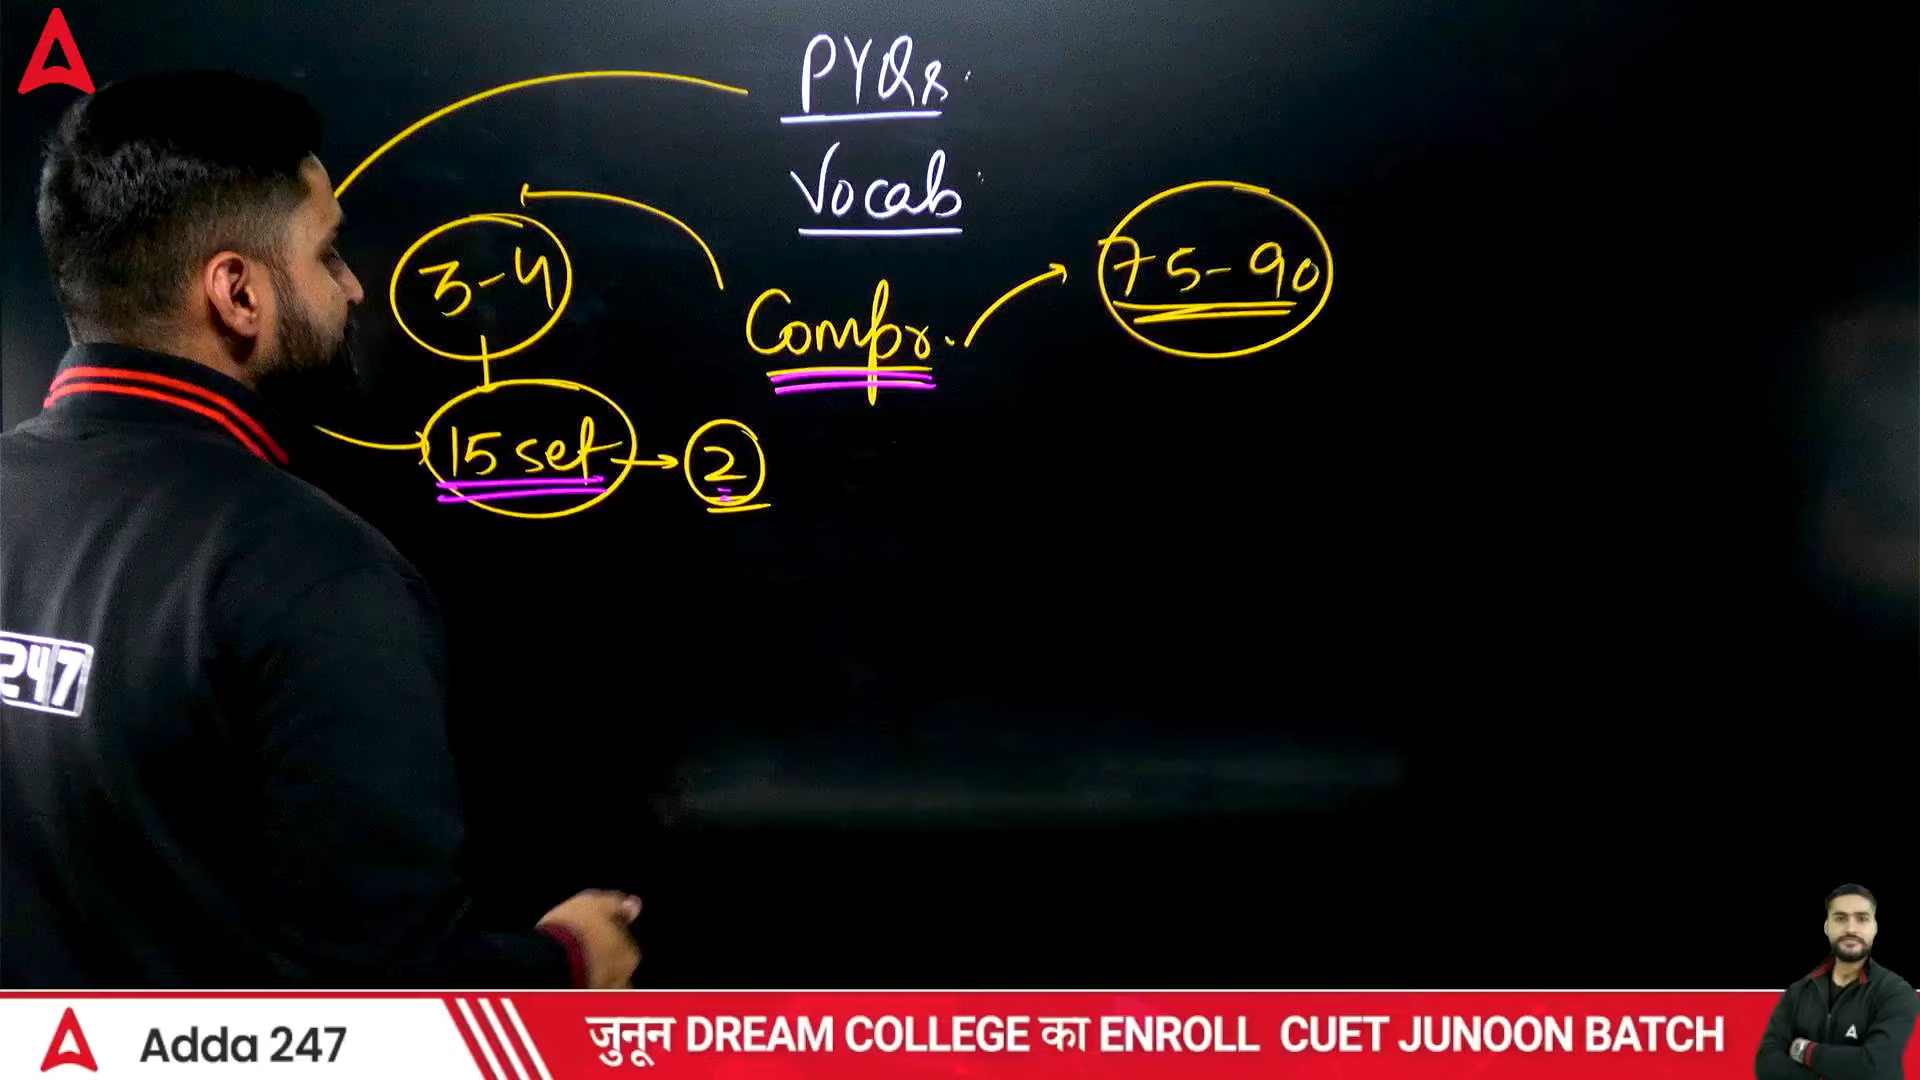 PYQs.
Vocab
3-4
75-90
Compr.
15 set
2
247
Adda 247
जुनून DREAM COLLEGE का ENROLL CUET JUNOON BATCH